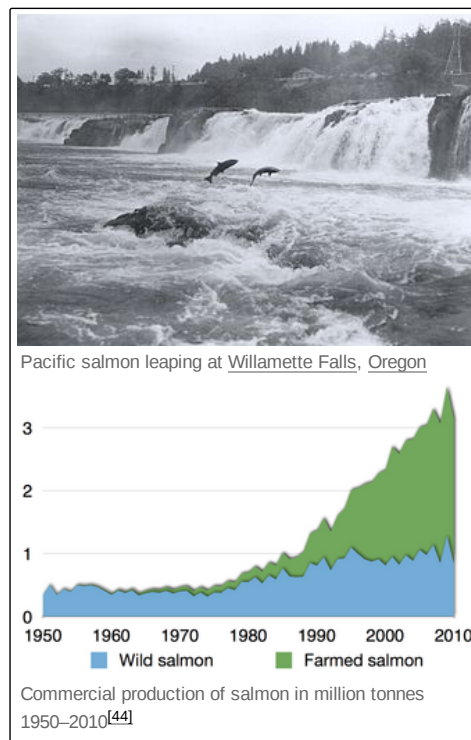 Pacific salmon leaping at Willamette Falls, Oregon
3
2
1
0
1950 1960 1970 1980 1990 2000 2010
Wild salmon Farmed salmon
Commercial production of salmon in million tonnes
1950–2010[44]